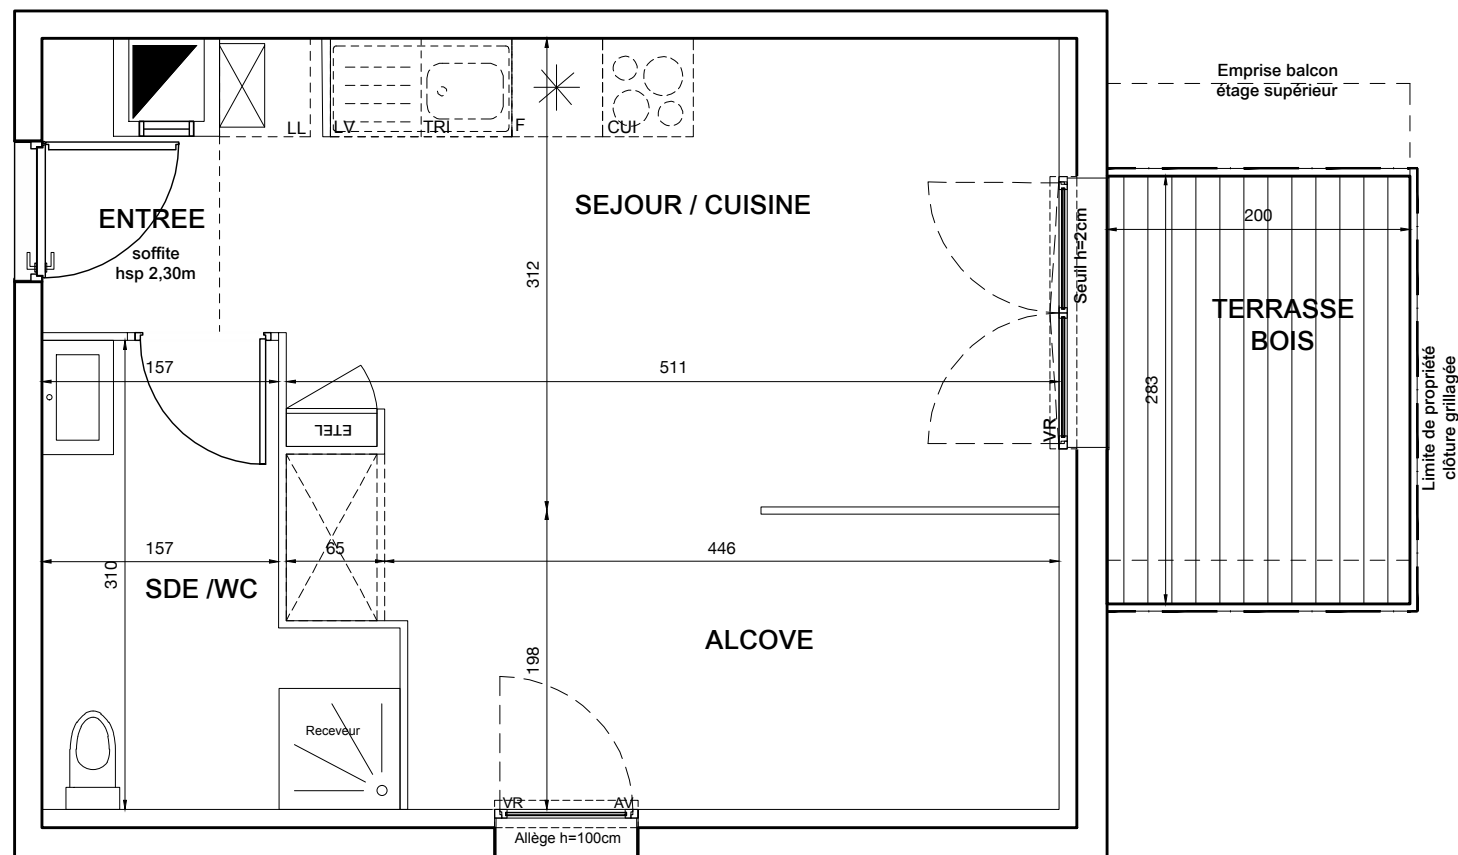 Emprise balcon
étage supérieur
LL
LV
TRI
F
CUI
ENTREE
soffite
hsp 2,30m
SEJOUR / CUISINE
312
Seuil h=2cm
200
TERRASSE
BOIS
283
Limite de propriété
clôture grillagée
157
511
VR
ETEL
157
65
446
310
SDE /WC
ALCOVE
198
Receveur
VR
AV
Allège h=100cm